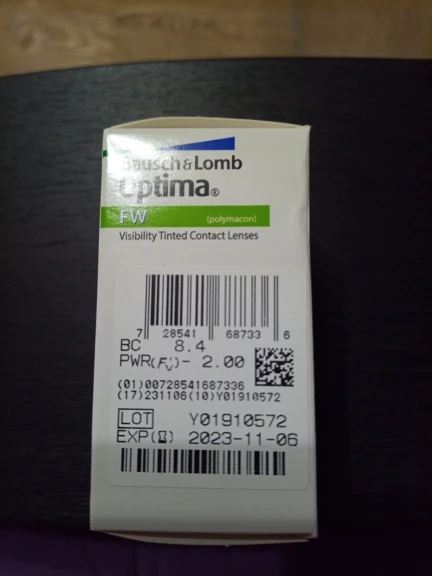 Bausch & Lomb
Optima®
FW (polymacon)
Visibility Tinted Contact Lenses
7 28541 68733 6
BC 8.4
PWR - 2.00
(01)00728541687336
(17)231106(10)Y01910572
LOT Y01910572
EXP 2023-11-06